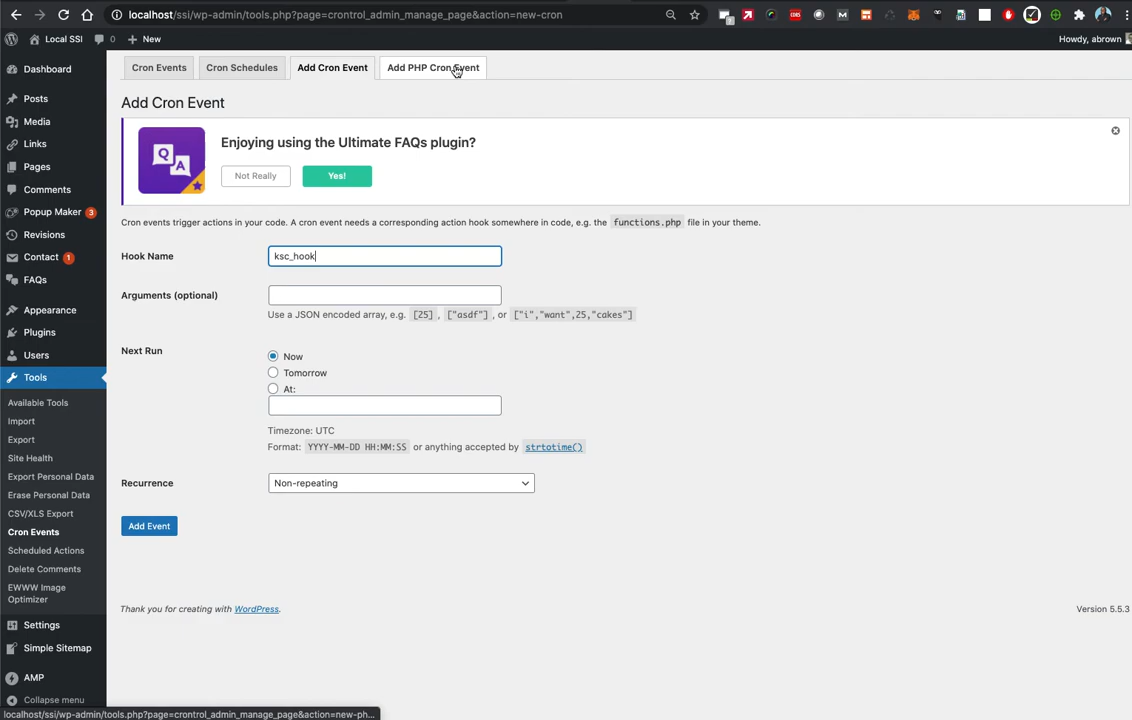 localhost/ssi/wp-admin/tools.php?page=crontrol_admin_manage_page&action=new-cron
Local SSI 0 New
Howdy, abrown
Dashboard
Posts
Media
Links
Pages
Comments
Popup Maker 3
Revisions
Contact 1
FAQs
Appearance
Plugins
Users
Tools
Available Tools
Import
Export
Site Health
Export Personal Data
Erase Personal Data
CSV/XLS Export
Cron Events
Scheduled Actions
Delete Comments
EWWW Image
Optimizer
Settings
Simple Sitemap
AMP
Collapse menu
Cron Events Cron Schedules Add Cron Event Add PHP Cron Event
Add Cron Event
Q A
Enjoying using the Ultimate FAQs plugin?
Not Really Yes!
Cron events trigger actions in your code. A cron event needs a corresponding action hook somewhere in code, e.g. the functions.php file in your theme.
Hook Name ksc_hook
Arguments (optional)
Use a JSON encoded array, e.g. [25] , ["asdf"] , or ["i","want",25,"cakes"]
Next Run
Now
Tomorrow
At:
Timezone: UTC
Format: YYYY-MM-DD HH:MM:SS or anything accepted by strtotime()
Recurrence Non-repeating
Add Event
Thank you for creating with WordPress.
Version 5.5.3
localhost/ssi/wp-admin/tools.php?page=crontrol_admin_manage_page&action=new-ph...